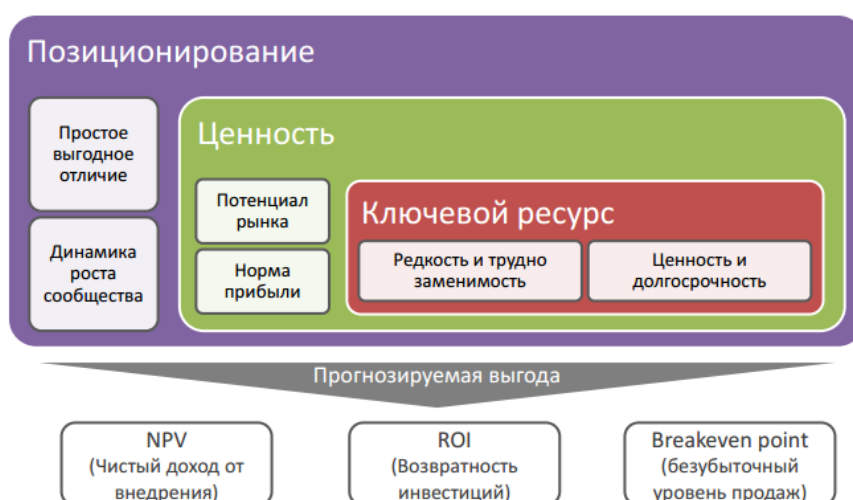 Позиционирование
Простое
выгодное
отличие
Динамика
роста
сообщества
Ценность
Потенциал
рынка
Норма
прибыли
Ключевой ресурс
Редкость и трудно
заменимость
Ценность и
долгосрочность
Прогнозируемая выгода
NPV
(Чистый доход от
внедрения)
ROI
(Возвратность
инвестиций)
Breakeven point
(безубыточный
уровень продаж)